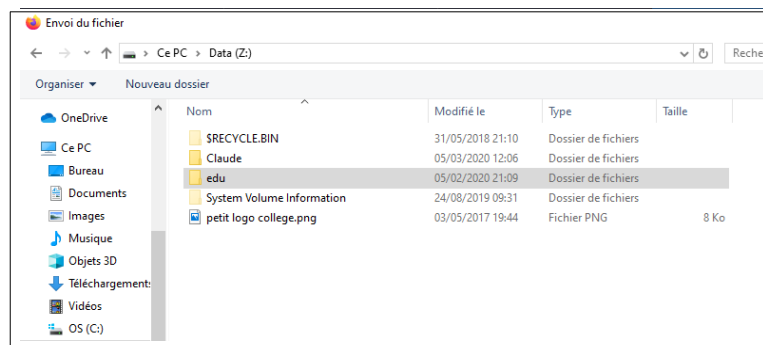 Envoi du fichier
Ce PC > Data (Z:)
Reche
Organiser Nouveau dossier
Nom Modifié le Type Taille
OneDrive
Ce PC
Bureau
Documents
Images
Musique
Objets 3D
Téléchargements
Vidéos
OS (C:)
$RECYCLE.BIN 31/05/2018 21:10 Dossier de fichiers
Claude 05/03/2020 12:06 Dossier de fichiers
edu 05/02/2020 21:09 Dossier de fichiers
System Volume Information 24/08/2019 09:31 Dossier de fichiers
petit logo college.png 03/05/2017 19:44 Fichier PNG 8 Ko